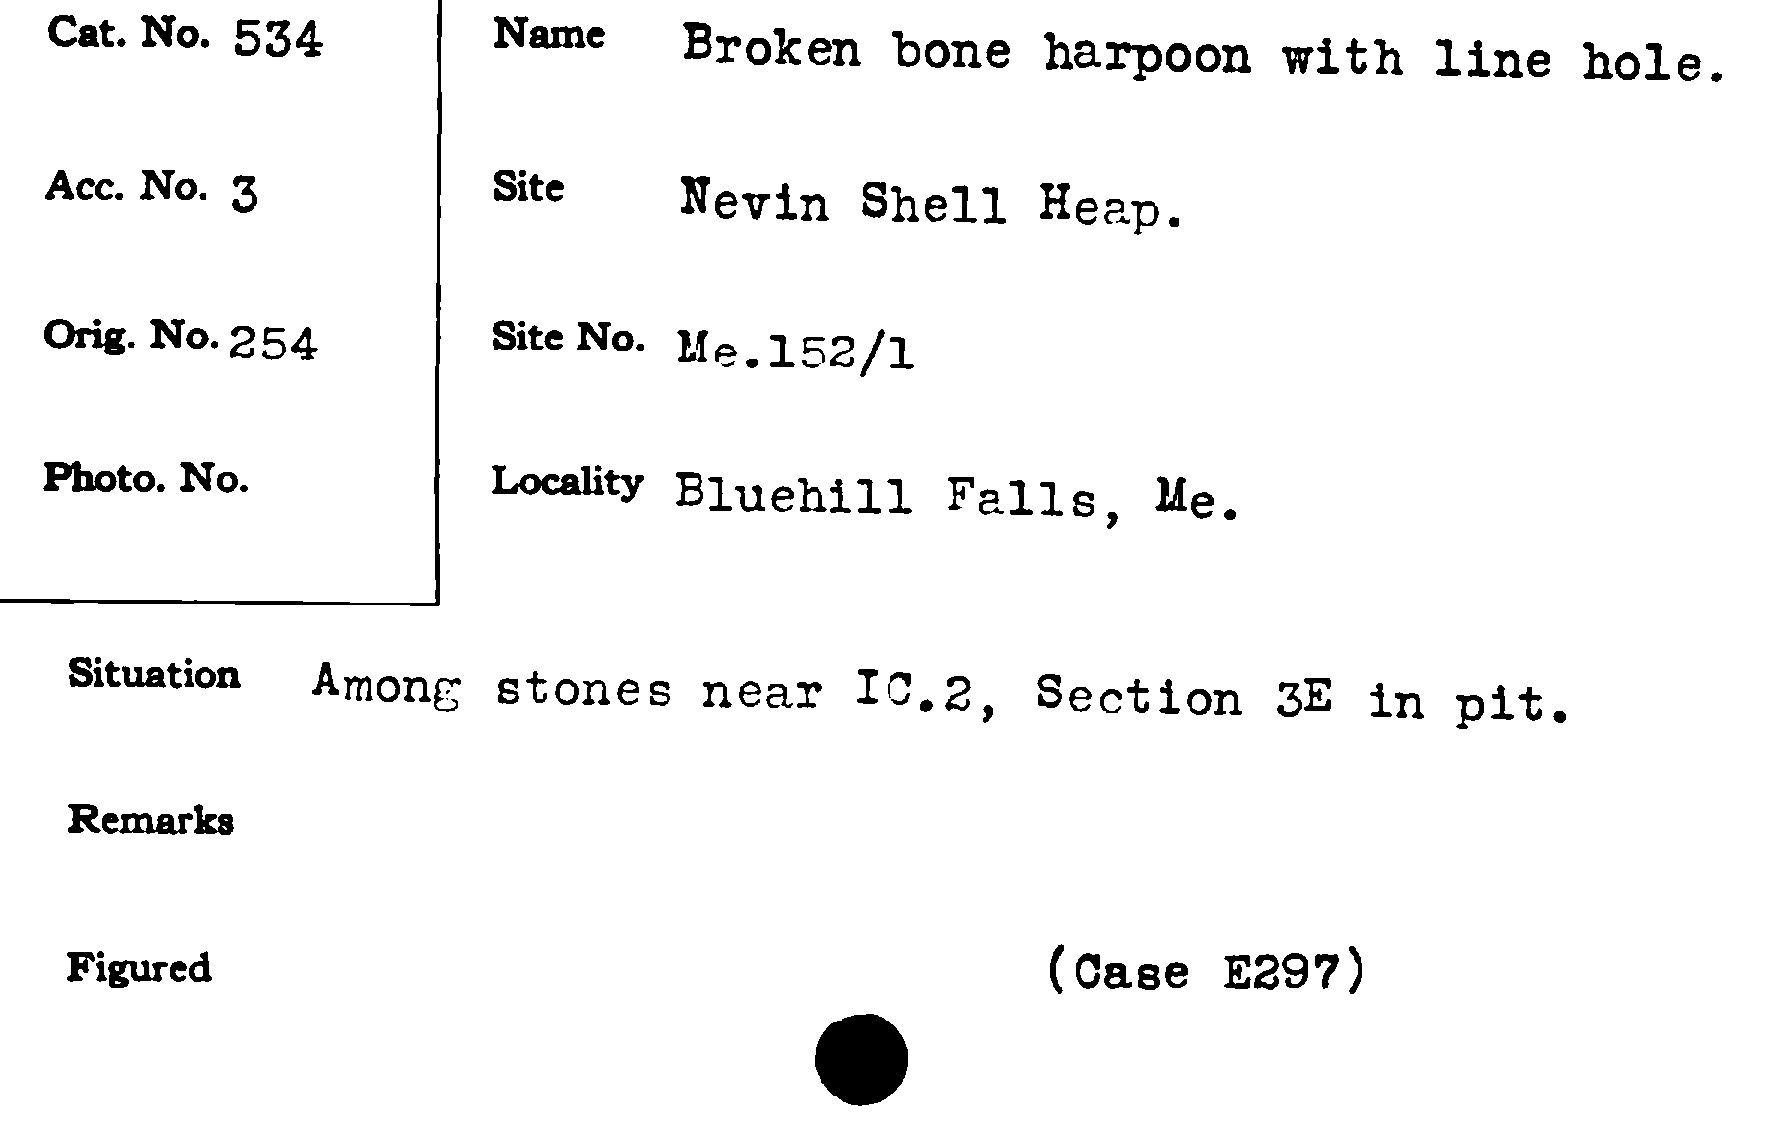 Cat. No. 534
Name Broken bone harpoon with line hole.
Acc. No. 3
Site Nevin Shell Heap.
Orig. No. 254
Site No. Me.152/1
Photo. No.
Locality Bluehill Falls, Me.
Situation Among stones near IC.2, Section 3E in pit.
Remarks
Figured
(Case E297)